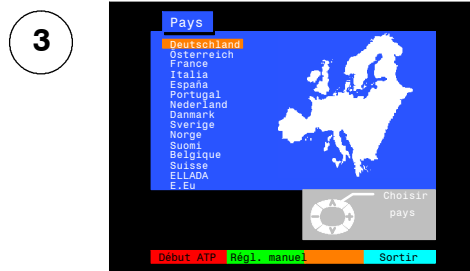 3
Pays
Deutschland
Österreich
France
Italia
España
Portugal
Nederland
Danmark
Sverige
Norge
Suomi
Belgique
Suisse
ELLADA
E.Eu
Choisir
pays
Début ATP Régl. manuel Sortir